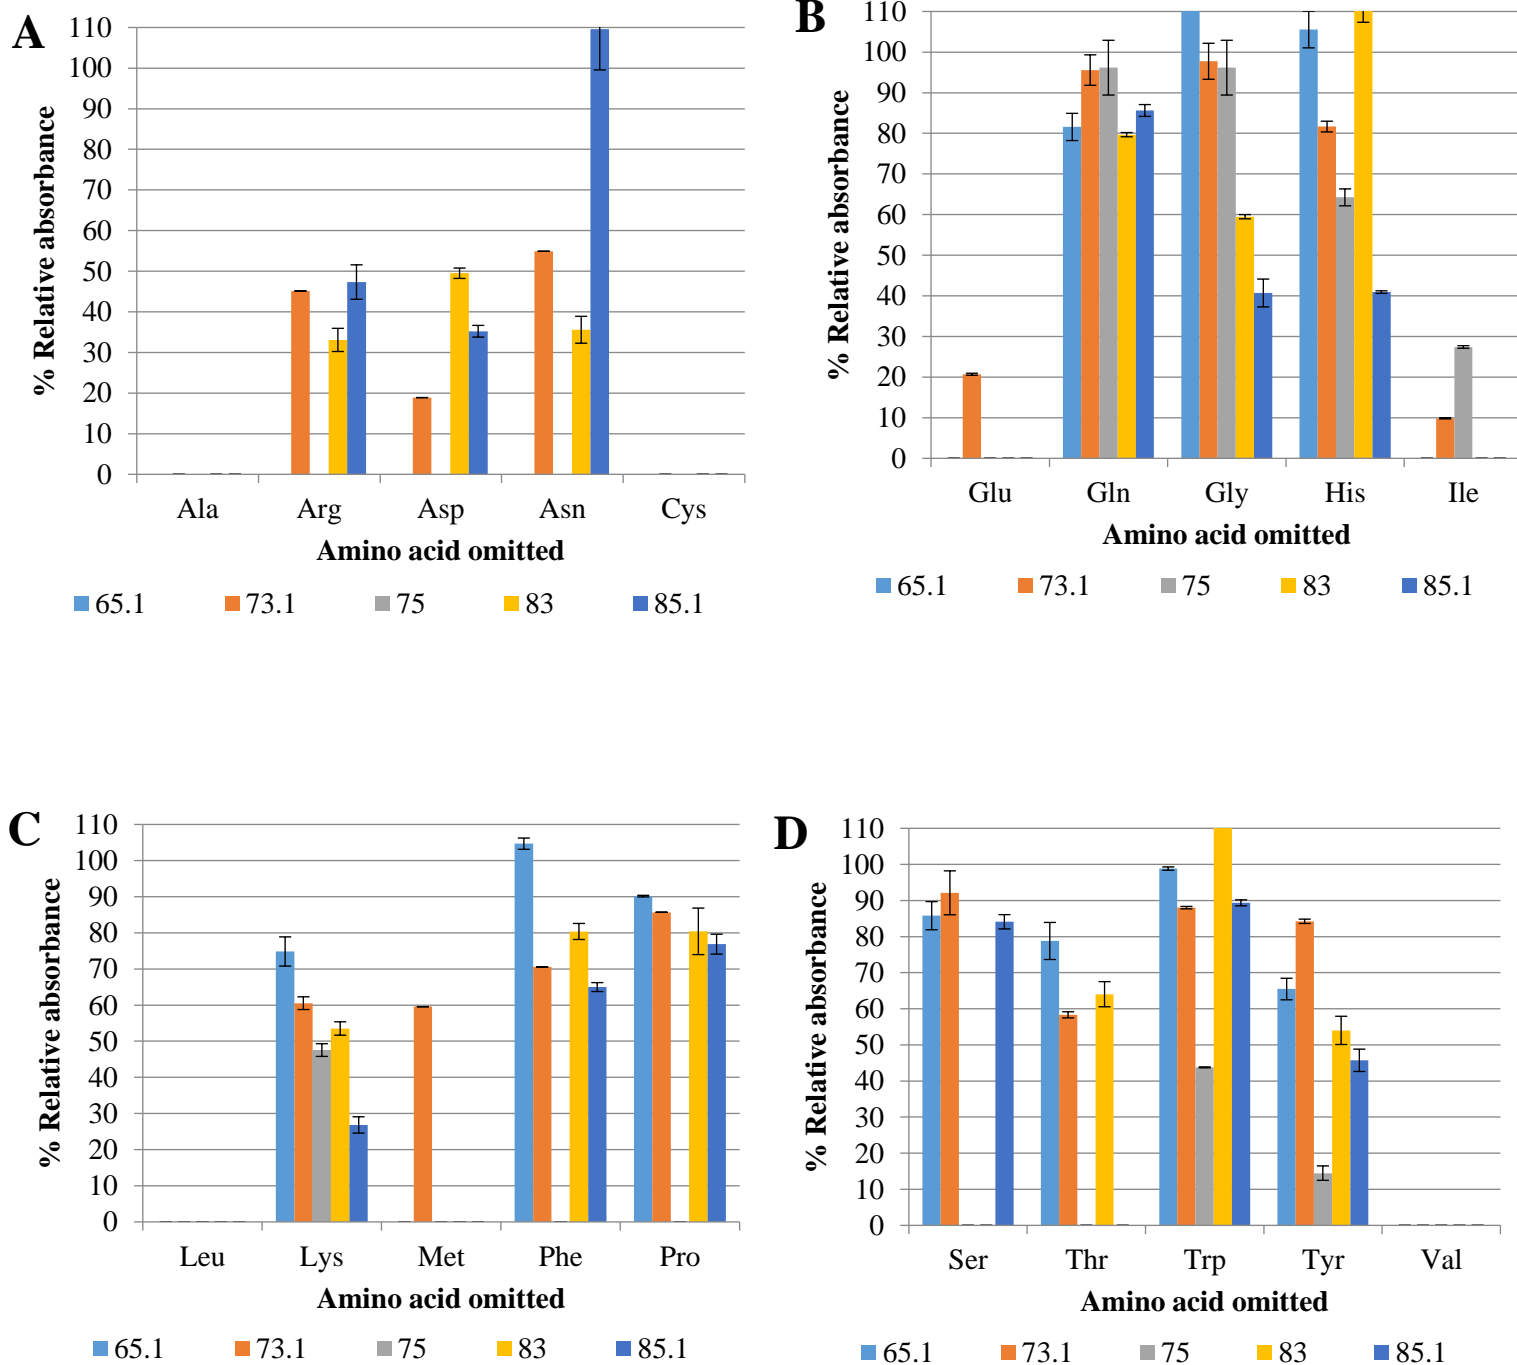 A
% Relative absorbance
110
100
90
80
70
60
50
40
30
20
10
0
Ala Arg Asp Asn Cys
Amino acid omitted
65.1 73.1 75 83 85.1
B
% Relative absorbance
110
100
90
80
70
60
50
40
30
20
10
0
Glu Gln Gly His Ile
Amino acid omitted
65.1 73.1 75 83 85.1
C
% Relative absorbance
110
100
90
80
70
60
50
40
30
20
10
0
Leu Lys Met Phe Pro
Amino acid omitted
65.1 73.1 75 83 85.1
D
% Relative absorbance
110
100
90
80
70
60
50
40
30
20
10
0
Ser Thr Trp Tyr Val
Amino acid omitted
65.1 73.1 75 83 85.1